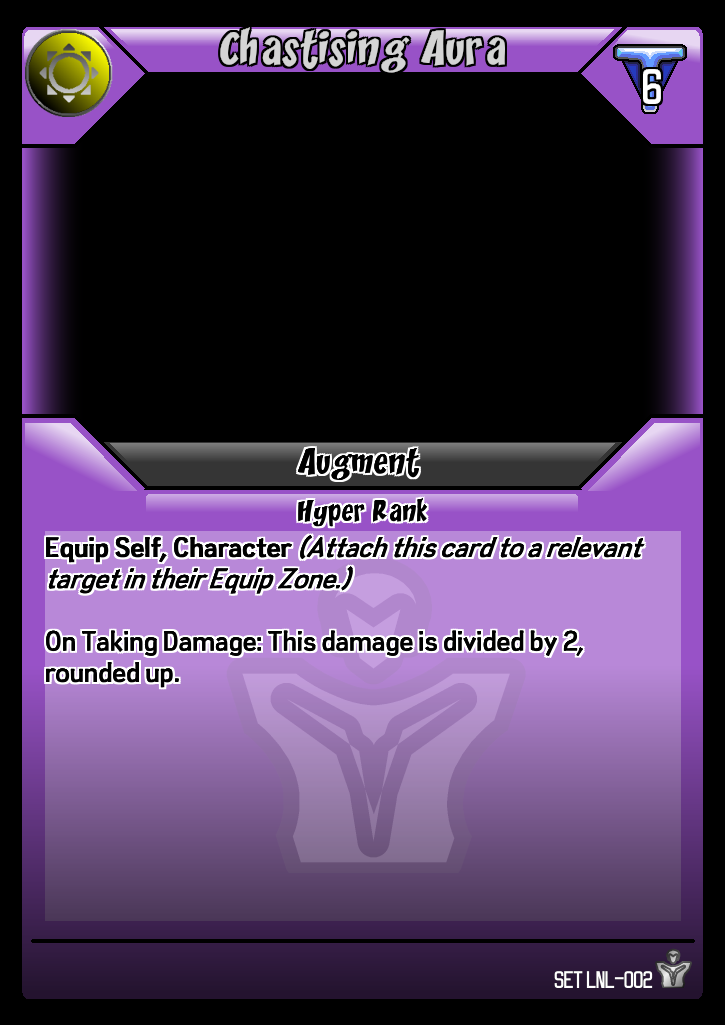 Chastising Aura
6
Augment
Hyper Rank
Equip Self, Character (Attach this card to a relevant
target in their Equip Zone.)
On Taking Damage: This damage is divided by 2,
rounded up.
SET LNL-002